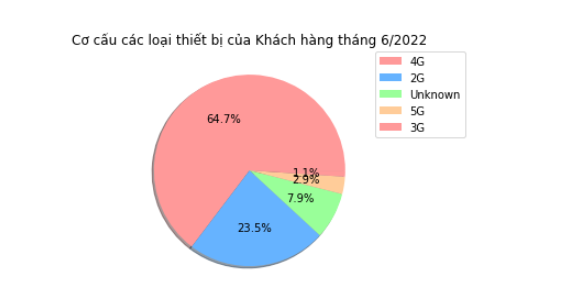 Cơ cấu các loại thiết bị của Khách hàng tháng 6/2022
4G
2G
Unknown
5G
3G
64.7%
1.1%
2.9%
7.9%
23.5%